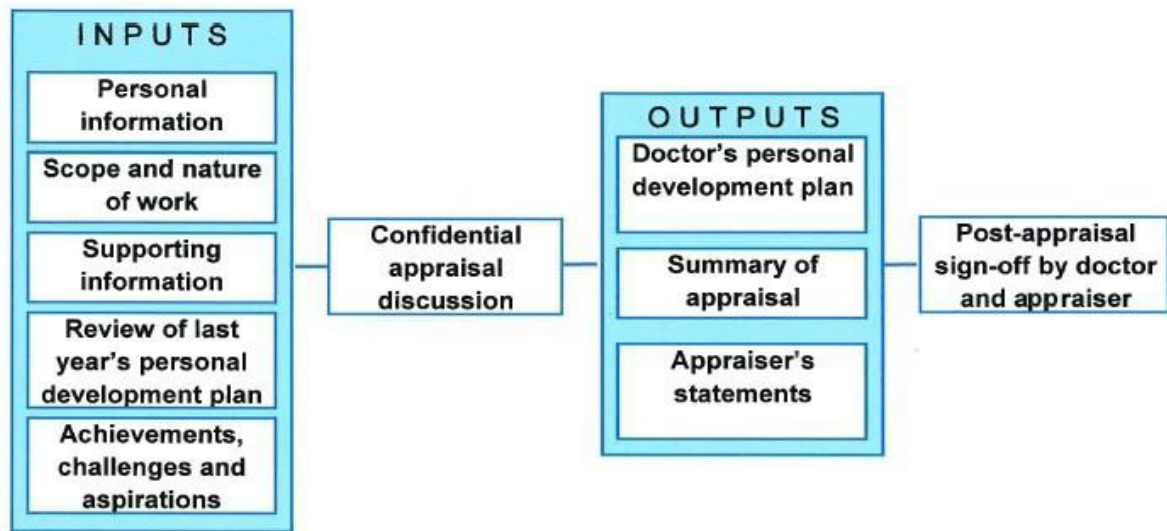 INPUTS
Personal
information
Scope and nature
of work
Supporting
information
Review of last
year's personal
development plan
Achievements,
challenges and
aspirations
Confidential
appraisal
discussion
OUTPUTS
Doctor's personal
development plan
Summary of
appraisal
Appraiser's
statements
Post-appraisal
sign-off by doctor
and appraiser